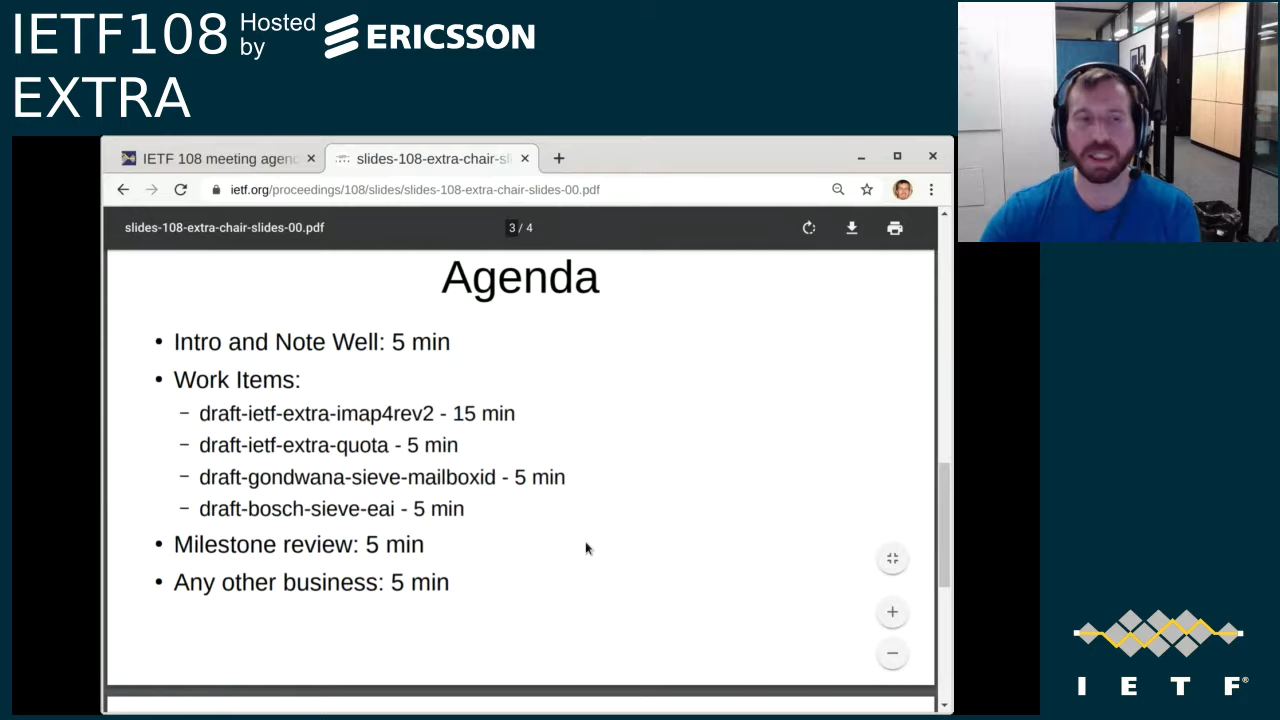 IETF108 Hosted by ERICSSON
EXTRA
IETF 108 meeting agend
slides-108-extra-chair-sl
ietf.org/proceedings/108/slides/slides-108-extra-chair-slides-00.pdf
slides-108-extra-chair-slides-00.pdf
3 / 4
Agenda
• Intro and Note Well: 5 min
• Work Items:
– draft-ietf-extra-imap4rev2 - 15 min
– draft-ietf-extra-quota - 5 min
– draft-gondwana-sieve-mailboxid - 5 min
– draft-bosch-sieve-eai - 5 min
• Milestone review: 5 min
• Any other business: 5 min
I E T F®